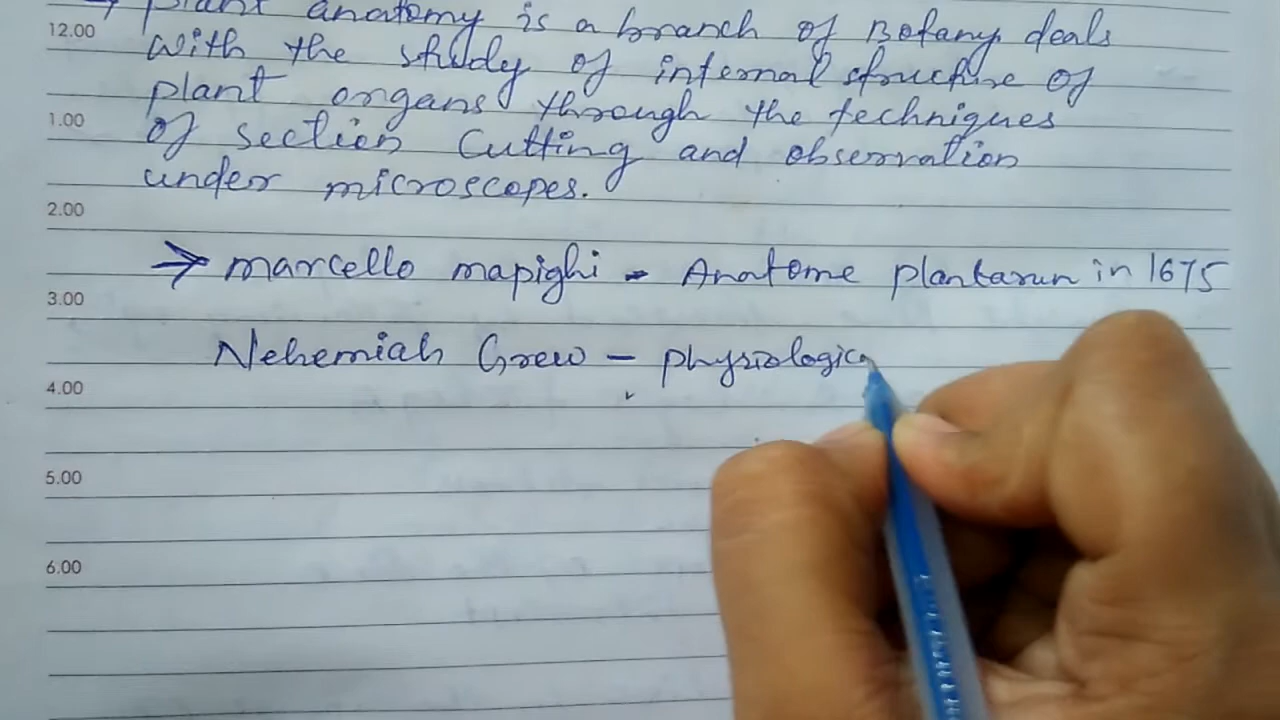 → plant anatomy is a branch of Botany deals
12.00
with the study of internal structure of
plant organs through the techniques
1.00
of section Cutting and observation
under microscopes.
2.00
→ marcello mapighi - Anatome plantarun in 1675
3.00
Nehemiah Grew – physiologica
4.00
5.00
6.00